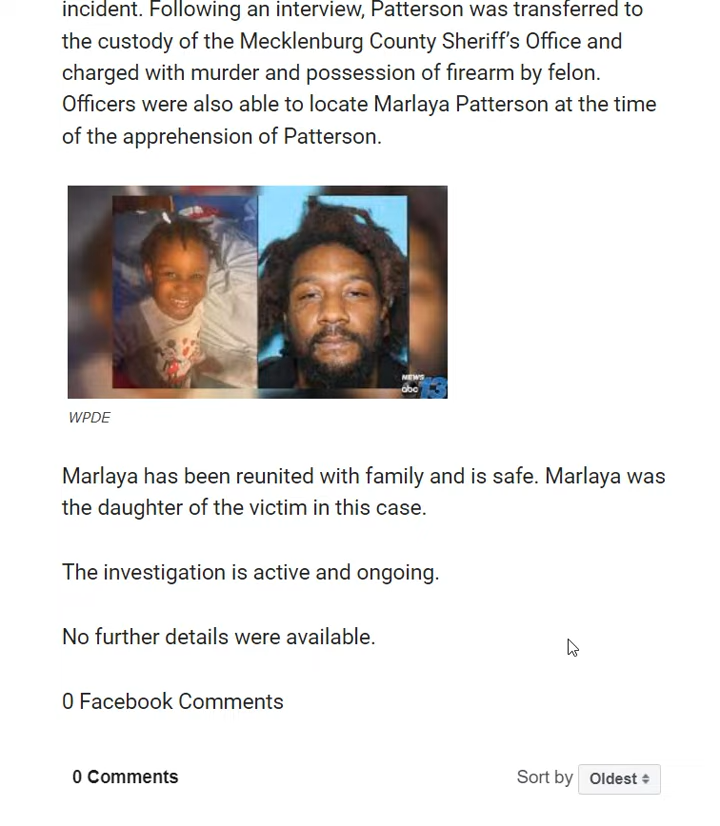 incident. Following an interview, Patterson was transferred to
the custody of the Mecklenburg County Sheriff’s Office and
charged with murder and possession of firearm by felon.
Officers were also able to locate Marlaya Patterson at the time
of the apprehension of Patterson.
NEWS
abc 13
WPDE
Marlaya has been reunited with family and is safe. Marlaya was
the daughter of the victim in this case.
The investigation is active and ongoing.
No further details were available.
0 Facebook Comments
0 Comments
Sort by Oldest